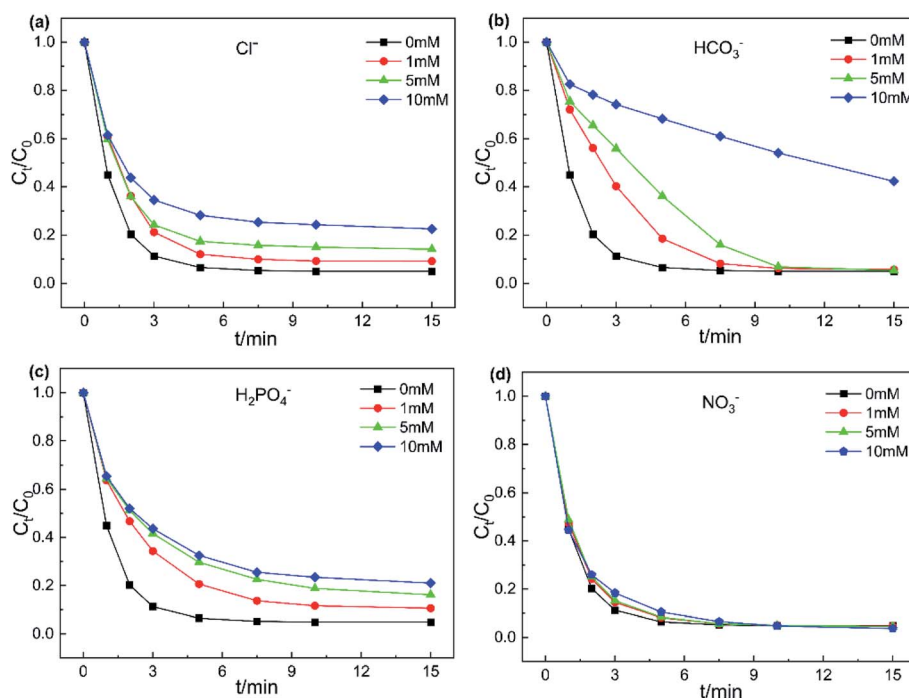 (a)
Cl⁻
0mM
1mM
5mM
10mM
1.0
0.8
0.6
0.4
0.2
0.0
Cₜ/C₀
0 3 6 9 12 15
t/min
(b)
HCO₃⁻
0mM
1mM
5mM
10mM
1.0
0.8
0.6
0.4
0.2
0.0
Cₜ/C₀
0 3 6 9 12 15
t/min
(c)
H₂PO₄⁻
0mM
1mM
5mM
10mM
1.0
0.8
0.6
0.4
0.2
0.0
Cₜ/C₀
0 3 6 9 12 15
t/min
(d)
NO₃⁻
0mM
1mM
5mM
10mM
1.0
0.8
0.6
0.4
0.2
0.0
Cₜ/C₀
0 3 6 9 12 15
t/min